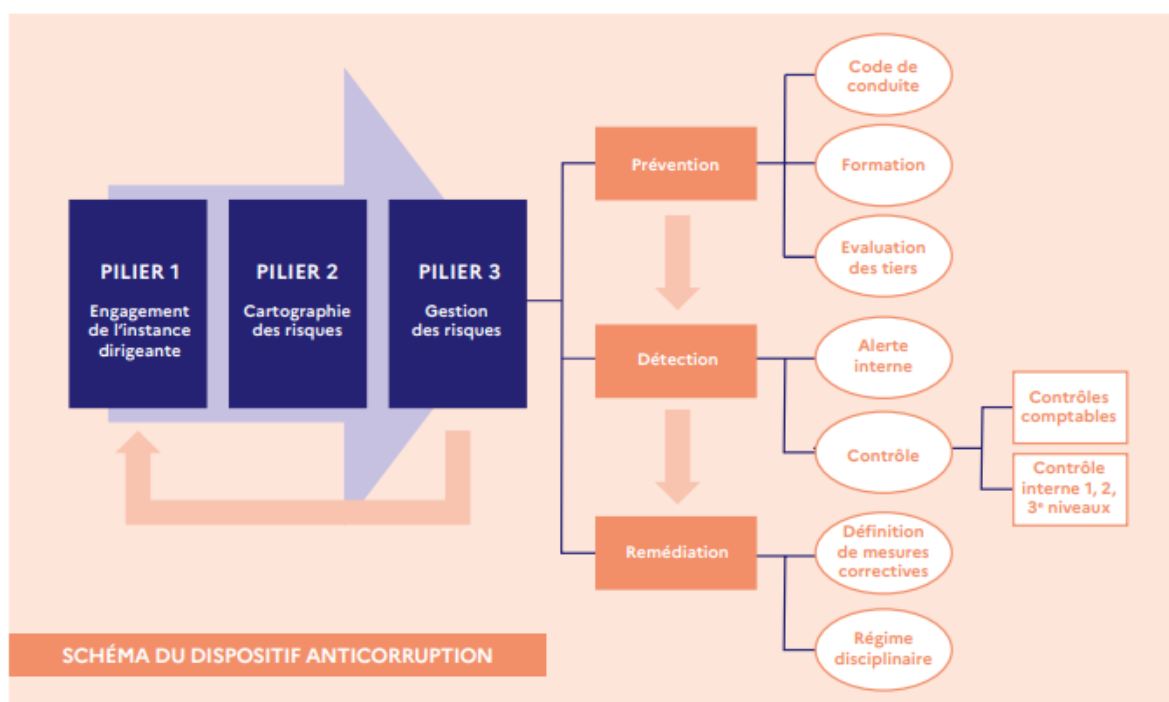 PILIER 1
Engagement
de l'instance
dirigeante
PILIER 2
Cartographie
des risques
PILIER 3
Gestion
des risques
Prévention
Code de
conduite
Formation
Evaluation
des tiers
Détection
Alerte
interne
Contrôle
Contrôles
comptables
Contrôle
interne 1, 2,
3ᵉ niveaux
Remédiation
Définition
de mesures
correctives
Régime
disciplinaire
SCHÉMA DU DISPOSITIF ANTICORRUPTION